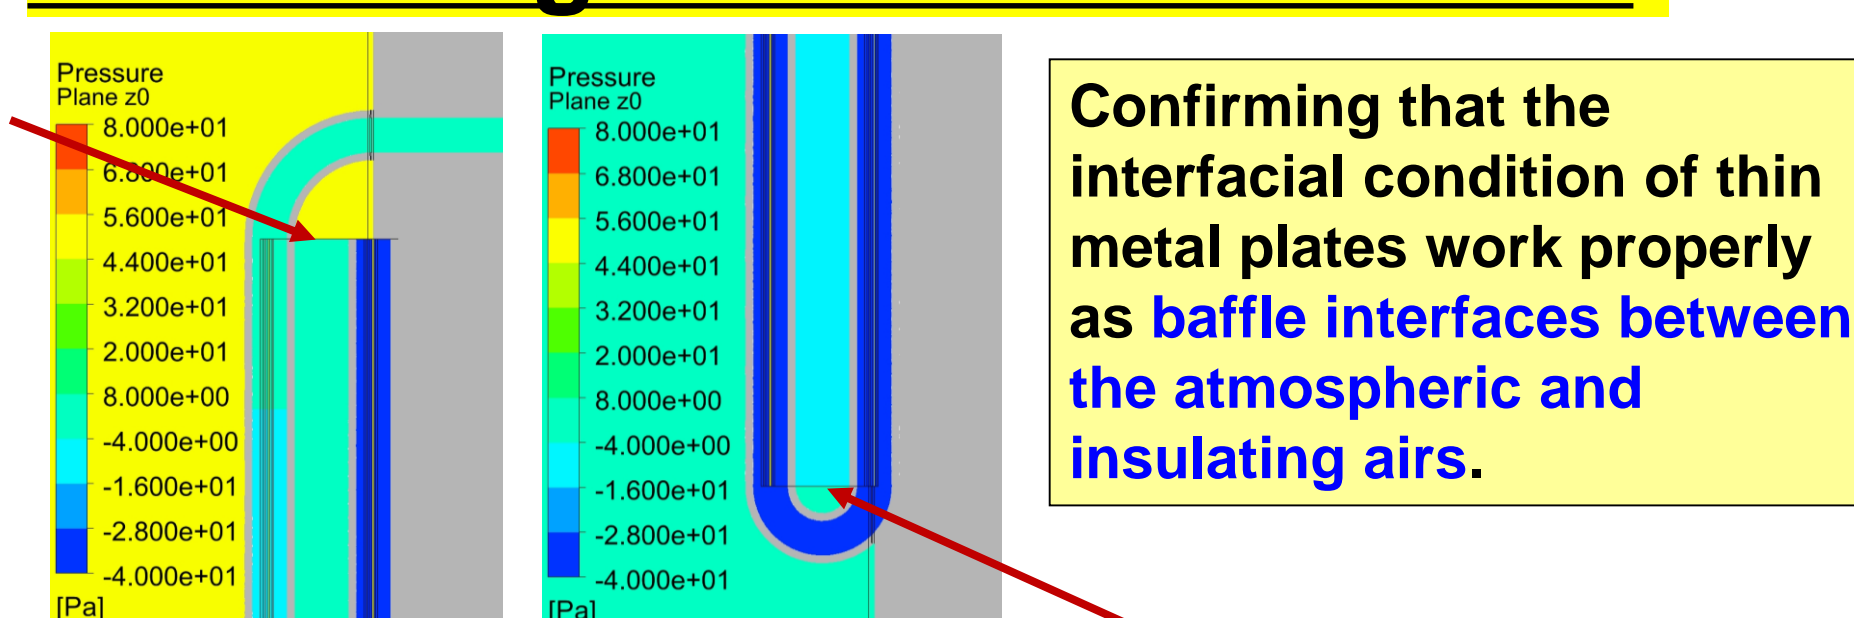 Pressure
Plane z0
8.000e+01
6.800e+01
5.600e+01
4.400e+01
3.200e+01
2.000e+01
8.000e+00
-4.000e+00
-1.600e+01
-2.800e+01
-4.000e+01
[Pa]
Pressure
Plane z0
8.000e+01
6.800e+01
5.600e+01
4.400e+01
3.200e+01
2.000e+01
8.000e+00
-4.000e+00
-1.600e+01
-2.800e+01
-4.000e+01
[Pa]
Confirming that the
interfacial condition of thin
metal plates work properly
as baffle interfaces between
the atmospheric and
insulating airs.